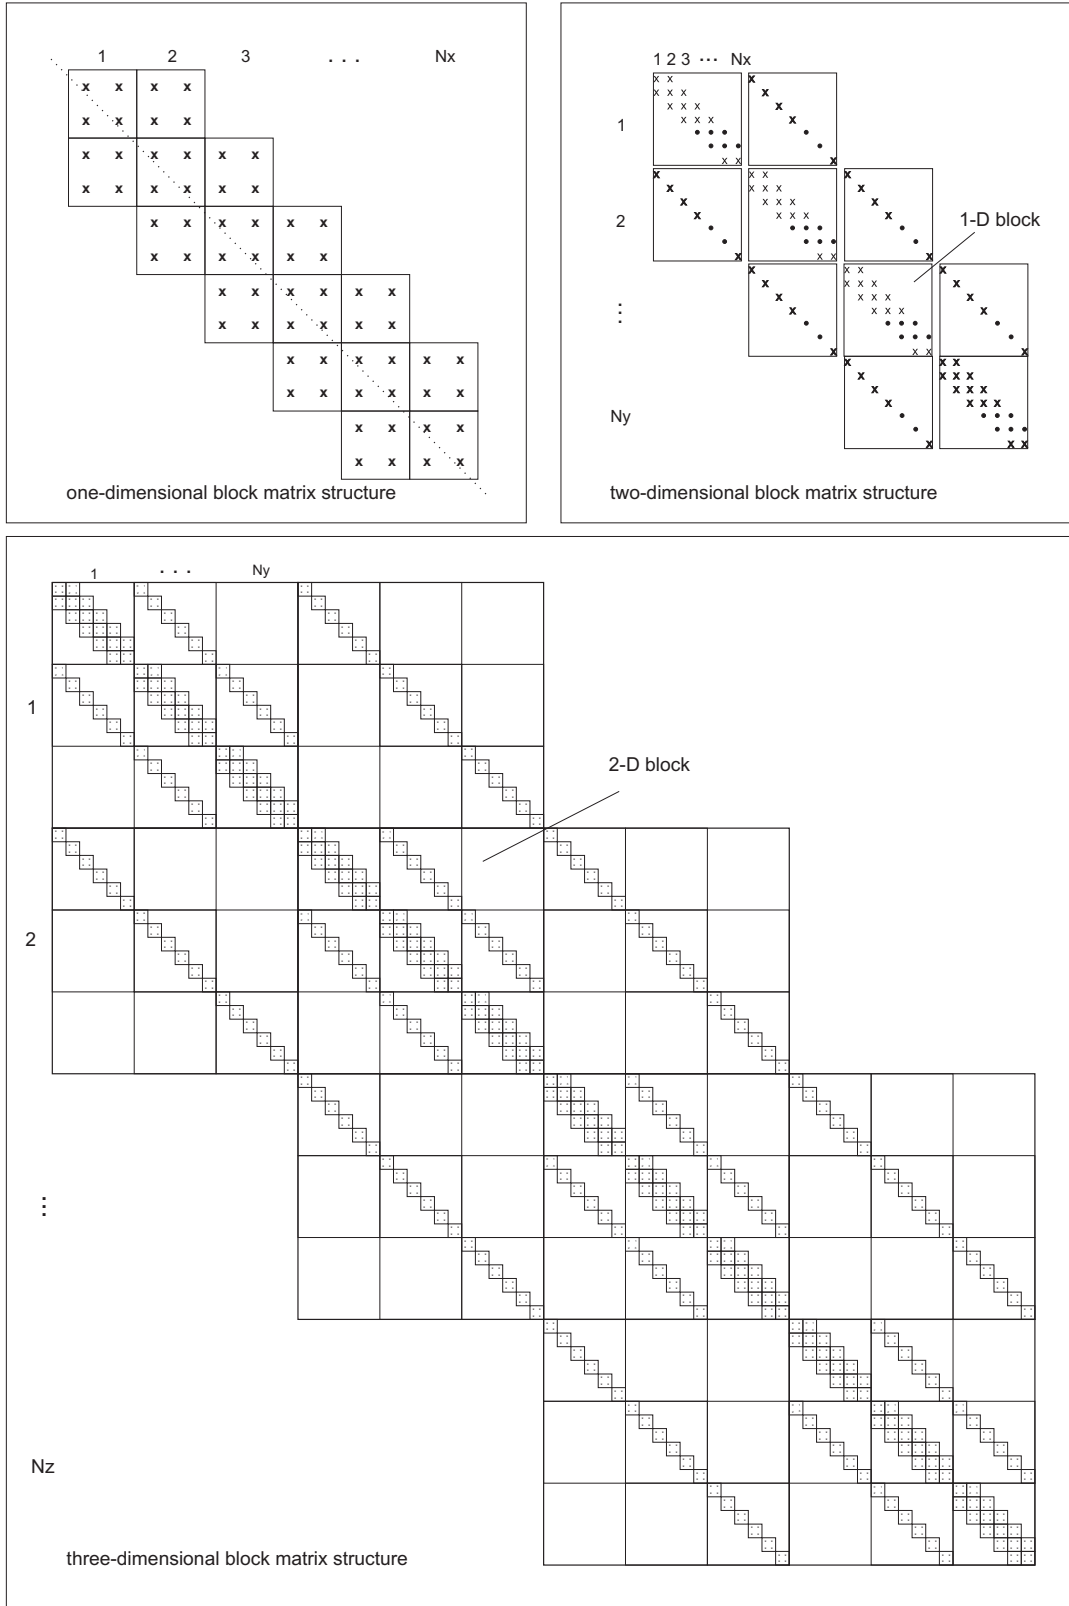 1 2 3 . . . Nx
x x x x
x x x x
x x x x x x
x x x x x x
x x x x x x
x x x x x x
x x x x x x
x x x x x x
x x x x x x
x x x x x x
x x x x
x x x x
one-dimensional block matrix structure
1 2 3 ... Nx
1
2
⋮
Ny
1-D block
two-dimensional block matrix structure
1 . . . Ny
1
2-D block
2
⋮
Nz
three-dimensional block matrix structure